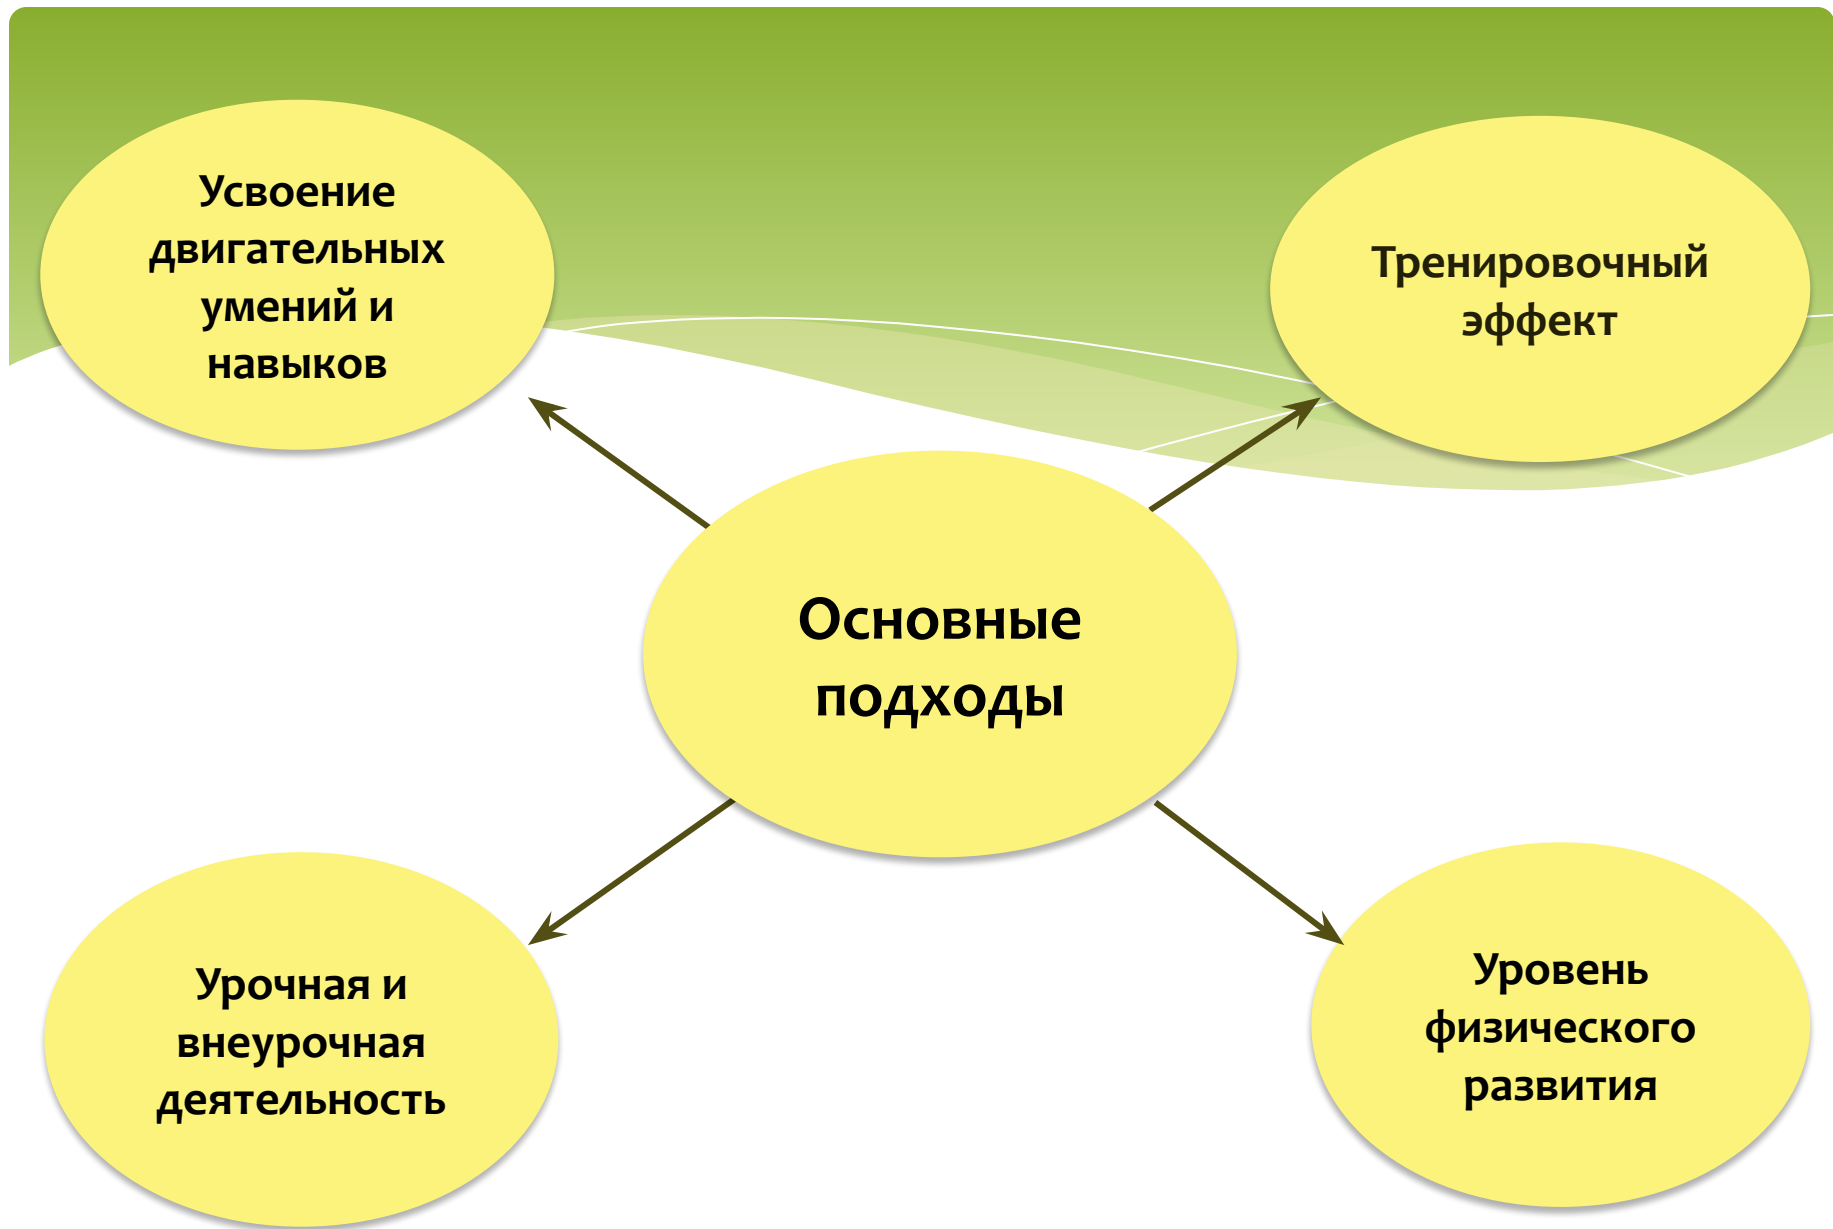 Усвоение
двигательных
умений и
навыков
Тренировочный
эффект
Основные
подходы
Урочная и
внеурочная
деятельность
Уровень
физического
развития